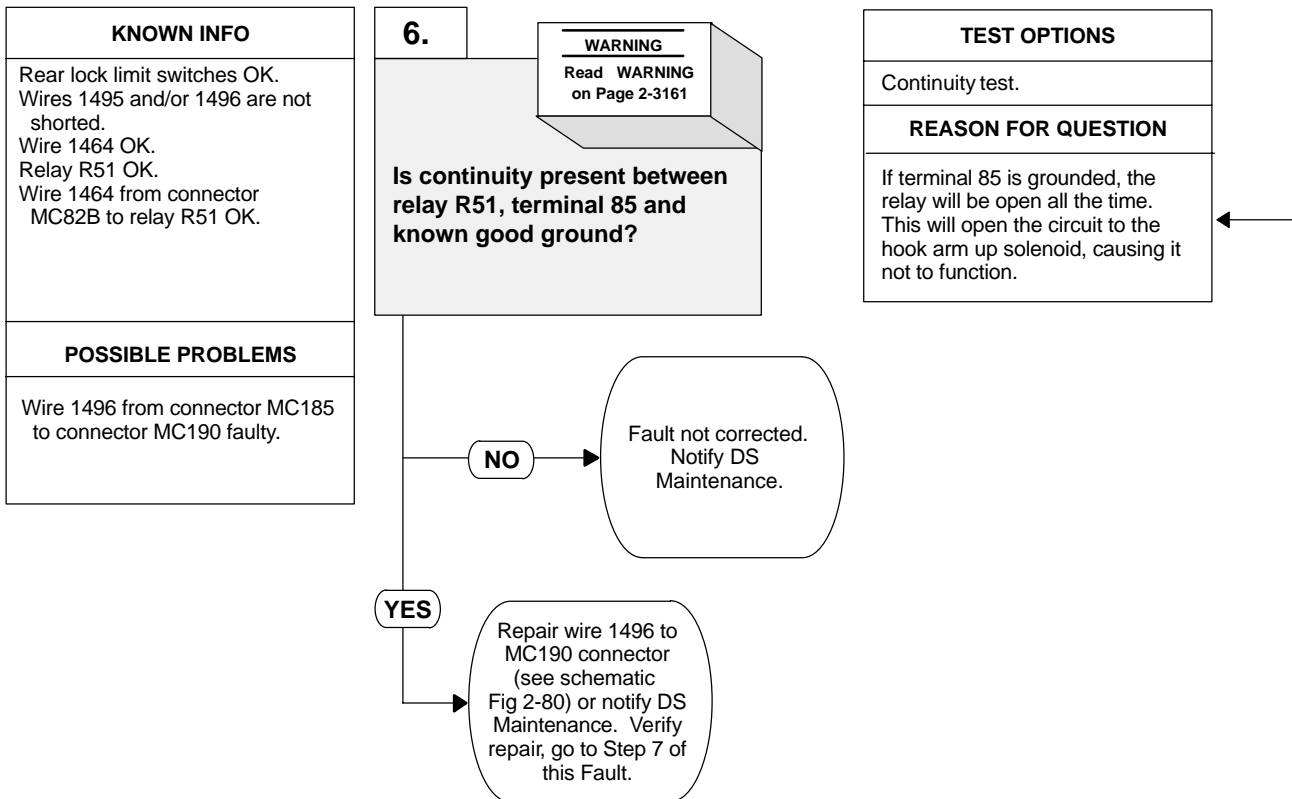 KNOWN INFO
Rear lock limit switches OK.
Wires 1495 and/or 1496 are not
shorted.
Wire 1464 OK.
Relay R51 OK.
Wire 1464 from connector
MC82B to relay R51 OK.
POSSIBLE PROBLEMS
Wire 1496 from connector MC185
to connector MC190 faulty.
6.
WARNING
Read WARNING
on Page 2-3161
Is continuity present between
relay R51, terminal 85 and
known good ground?
TEST OPTIONS
Continuity test.
REASON FOR QUESTION
If terminal 85 is grounded, the
relay will be open all the time.
This will open the circuit to the
hook arm up solenoid, causing it
not to function.
NO
Fault not corrected.
Notify DS
Maintenance.
YES
Repair wire 1496 to
MC190 connector
(see schematic
Fig 2-80) or notify DS
Maintenance. Verify
repair, go to Step 7 of
this Fault.